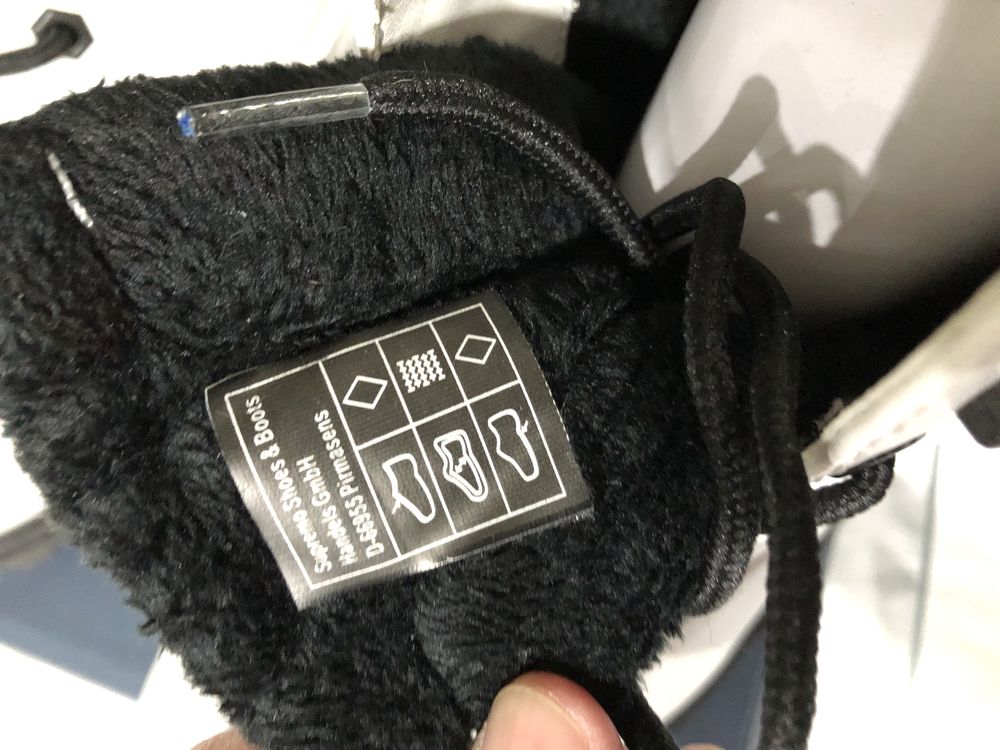 Supremo Shoes & Boots
Handels GmbH
D-66955 Pirmasens